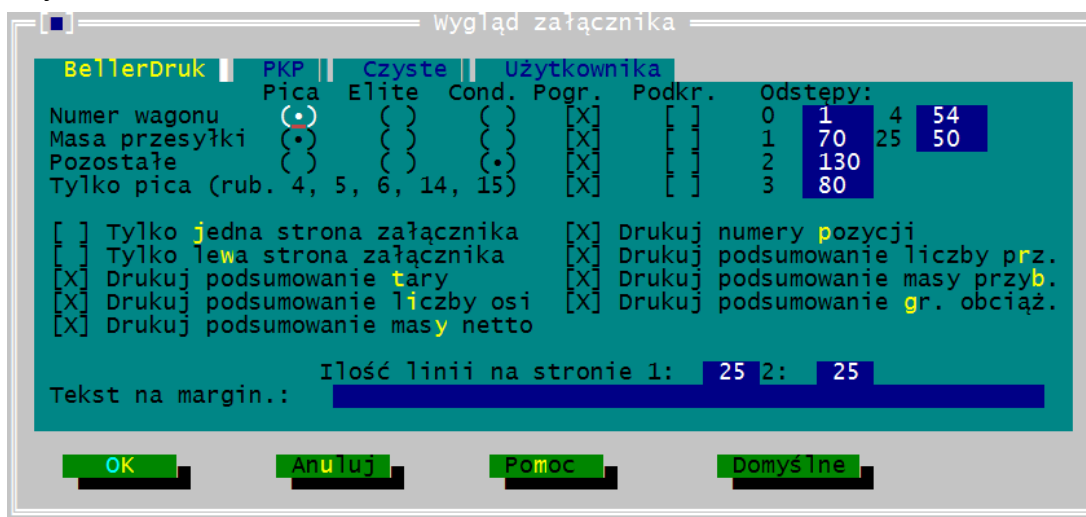 [■] Wygląd załącznika
BellerDruk PKP Czyste Użytkownika
Pica Elite Cond. Pogr. Podkr. Odstępy:
Numer wagonu (•) ( ) ( ) [X] [ ] 0 1 4 54
Masa przesyłki (•) ( ) ( ) [X] [ ] 1 70 25 50
Pozostałe ( ) ( ) (•) [X] [ ] 2 130
Tylko pica (rub. 4, 5, 6, 14, 15) [X] [ ] 3 80
[ ] Tylko jedna strona załącznika [X] Drukuj numery pozycji
[ ] Tylko lewa strona załącznika [X] Drukuj podsumowanie liczby prz.
[X] Drukuj podsumowanie tary [X] Drukuj podsumowanie masy przyb.
[X] Drukuj podsumowanie liczby osi [X] Drukuj podsumowanie gr. obciąż.
[X] Drukuj podsumowanie masy netto
Ilość linii na stronie 1: 25 2: 25
Tekst na margin.:
OK Anuluj Pomoc Domyślne